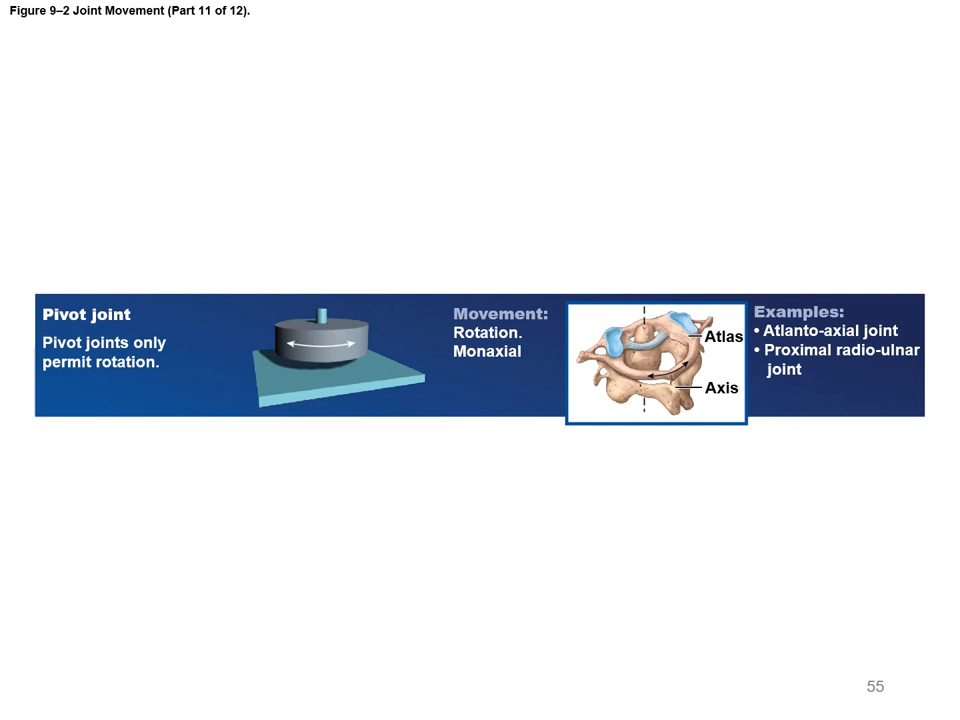 Figure 9–2 Joint Movement (Part 11 of 12).
Pivot joint
Pivot joints only
permit rotation.
Movement:
Rotation.
Monaxial
Atlas
Axis
Examples:
• Atlanto-axial joint
• Proximal radio-ulnar
joint
55